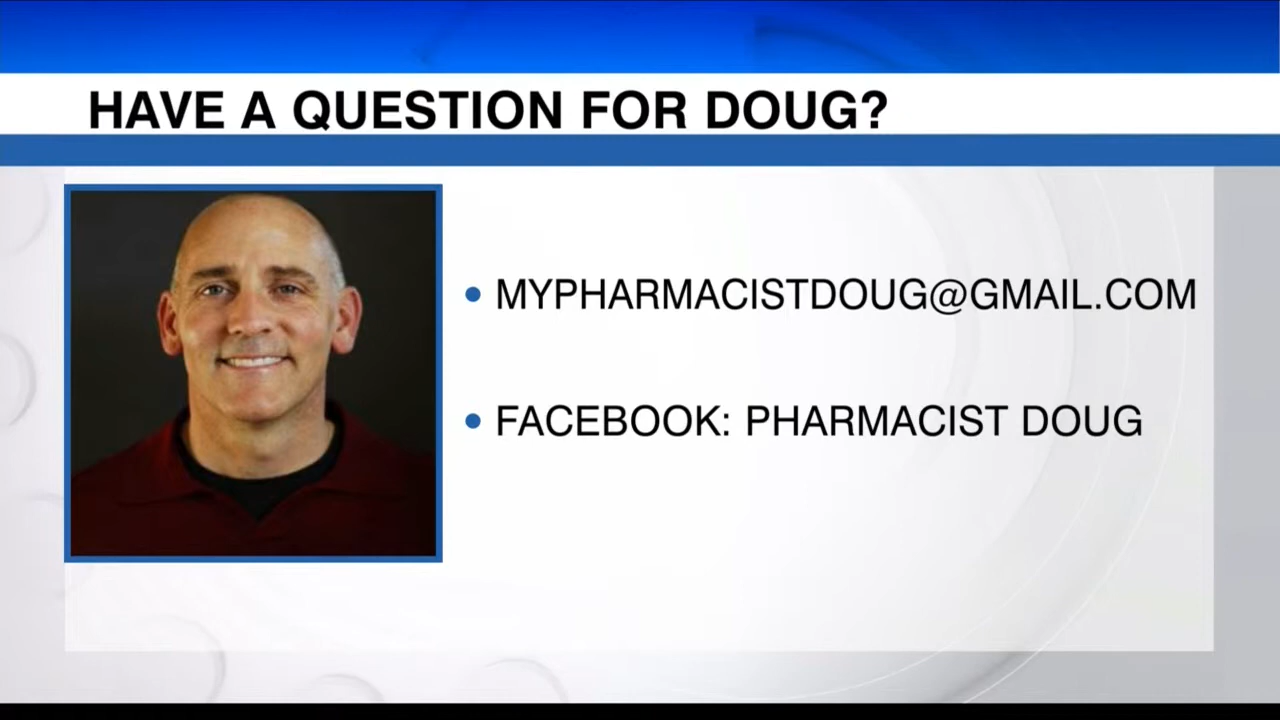 HAVE A QUESTION FOR DOUG?
• MYPHARMACISTDOUG@GMAIL.COM
• FACEBOOK: PHARMACIST DOUG